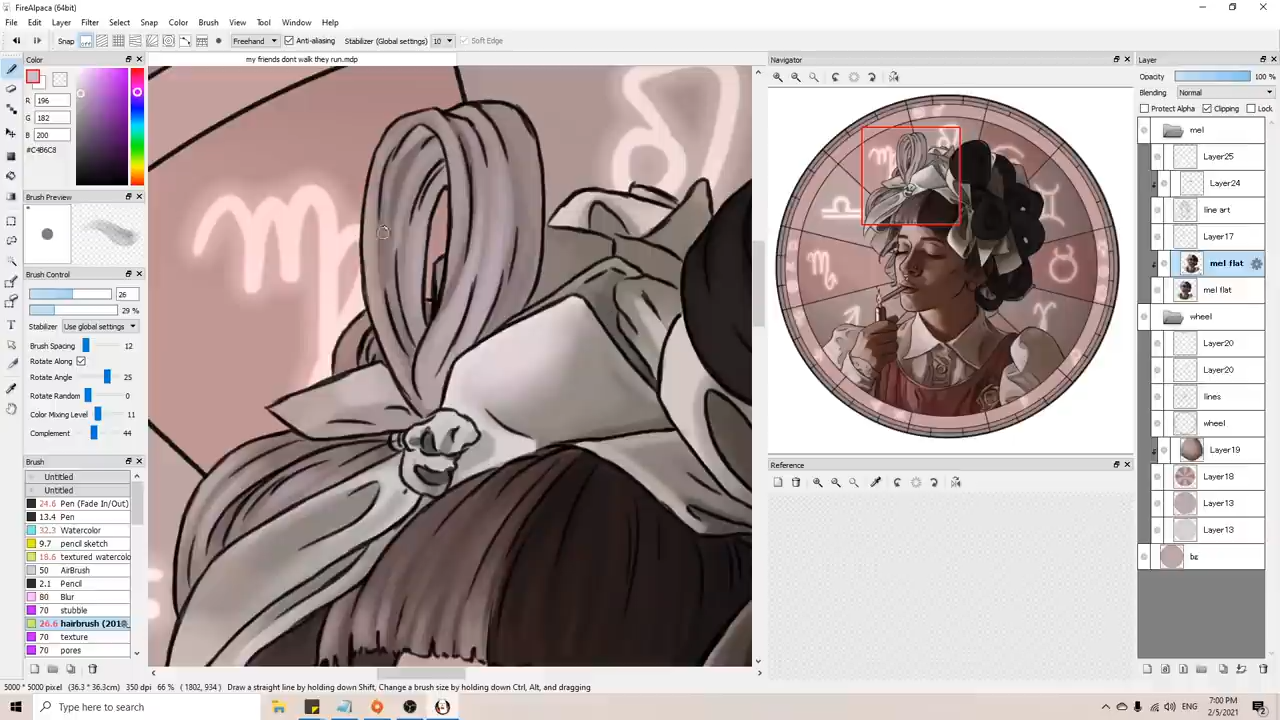 FireAlpaca (64bit)
File Edit Layer Filter Select Snap Color Brush View Tool Window Help
Snap Freehand Anti-aliasing Stabilizer (Global settings) 10 Soft Edge
my friends dont walk they run.mdp
Color
R 196
G 182
B 200
#C4B6C8
Brush Preview
Brush Control
26
29 %
Stabilizer Use global settings
Brush Spacing 12
Rotate Along
Rotate Angle 25
Rotate Random 0
Color Mixing Level 11
Complement 44
Brush
Untitled
Untitled
24.6 Pen (Fade In/Out)
13.4 Pen
32.3 Watercolor
9.7 pencil sketch
18.6 textured watercolo
50 AirBrush
2.1 Pencil
80 Blur
70 stubble
26.6 hairbrush (201
70 texture
70 pores
Navigator
Reference
Layer
Opacity 100 %
Blending Normal
Protect Alpha Clipping Lock
mel
Layer25
Layer24
line art
Layer17
mel flat
mel flat
wheel
Layer20
Layer20
lines
wheel
Layer19
Layer18
Layer13
Layer13
5000 * 5000 pixel (36.3 * 36.3cm) 350 dpi 66 % ( 1802, 934 ) Draw a straight line by holding down Shift, Change a brush size by holding down Ctrl, Alt, and dragging
Type here to search
ENG
7:00 PM
2/5/2021
2